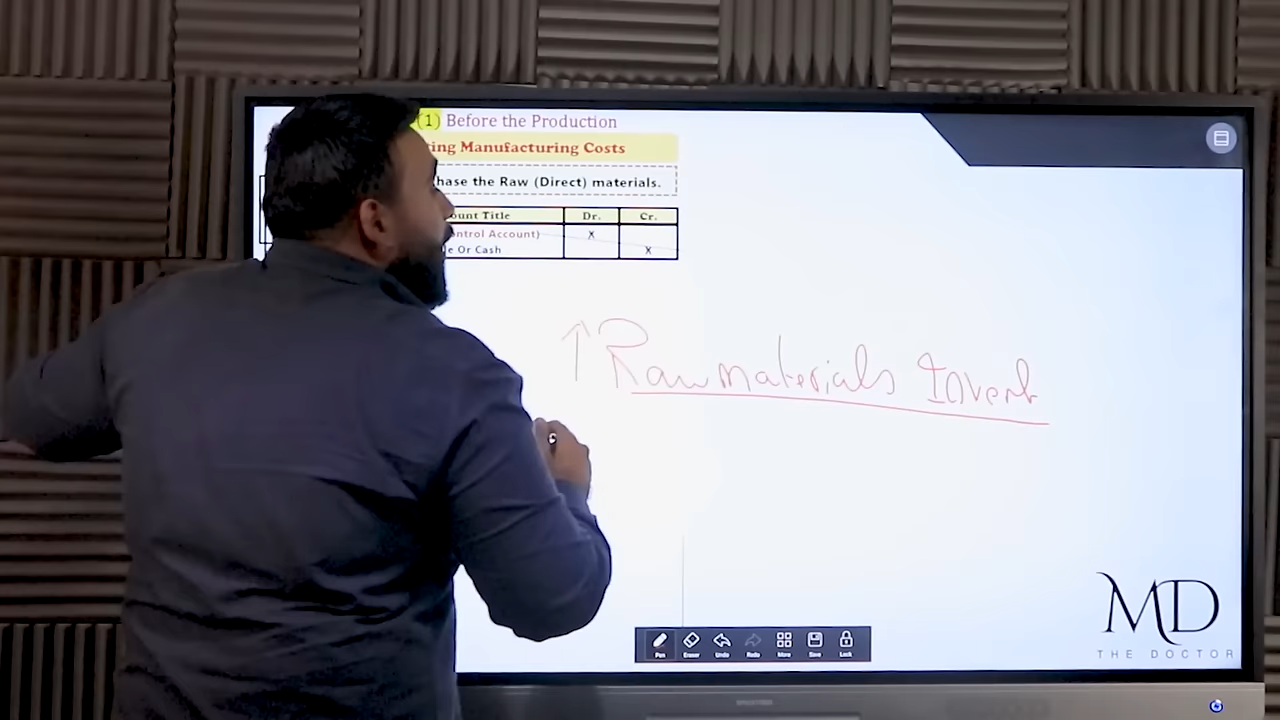 (1) Before the Production
ing Manufacturing Costs
hase the Raw (Direct) materials.
ount Title Dr. Cr.
ontrol Account) X
e Or Cash X
↑ Raw materials Invent
Pen Eraser Undo Redo More Save Lock
MD
THE DOCTOR